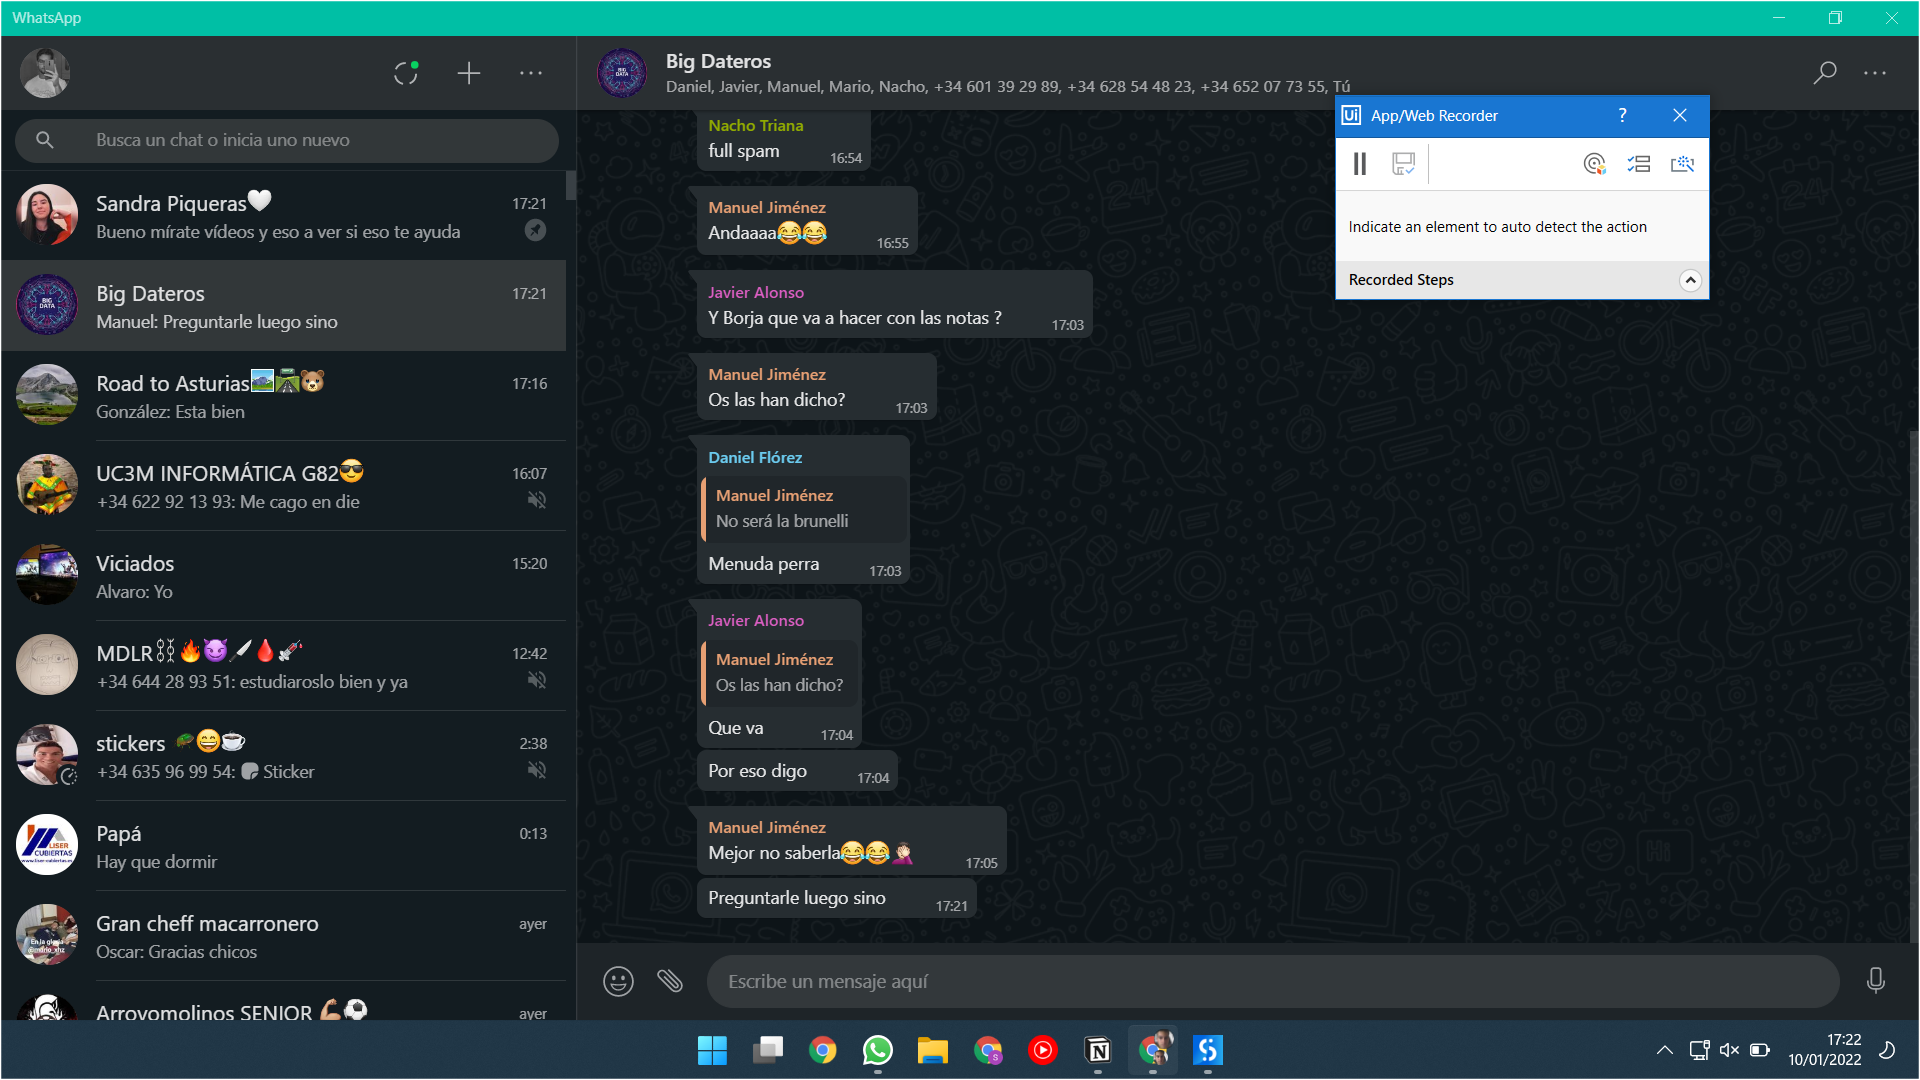 WhatsApp
Busca un chat o inicia uno nuevo
Sandra Piqueras🤍
17:21
Bueno mírate vídeos y eso a ver si eso te ayuda
Big Dateros
17:21
Manuel: Preguntarle luego sino
Road to Asturias🏞️🛣️🐻
17:16
González: Esta bien
UC3M INFORMÁTICA G82😎
16:07
+34 622 92 13 93: Me cago en die
Viciados
15:20
Alvaro: Yo
MDLR⛓️🔥😈🔪🩸💉
12:42
+34 644 28 93 51: estudiaroslo bien y ya
stickers 🪲😄☕
2:38
+34 635 96 99 54: Sticker
LISER
CUBIERTAS
www.liser-cubiertas.es
Papá
0:13
Hay que dormir
Gran cheff macarronero
ayer
Oscar: Gracias chicos
Arroyomolinos SENIOR 💪🏽⚽
ayer
Big Dateros
Daniel, Javier, Manuel, Mario, Nacho, +34 601 39 29 89, +34 628 54 48 23, +34 652 07 73 55, Tú
Nacho Triana
full spam
16:54
Manuel Jiménez
Andaaaa😂😂
16:55
Javier Alonso
Y Borja que va a hacer con las notas ?
17:03
Manuel Jiménez
Os las han dicho?
17:03
Daniel Flórez
Manuel Jiménez
No será la brunelli
Menuda perra
17:03
Javier Alonso
Manuel Jiménez
Os las han dicho?
Que va
17:04
Por eso digo
17:04
Manuel Jiménez
Mejor no saberla😂😂🤦🏻‍♀️
17:05
Preguntarle luego sino
17:21
Escribe un mensaje aquí
Ui App/Web Recorder
?
Indicate an element to auto detect the action
Recorded Steps
17:22
10/01/2022